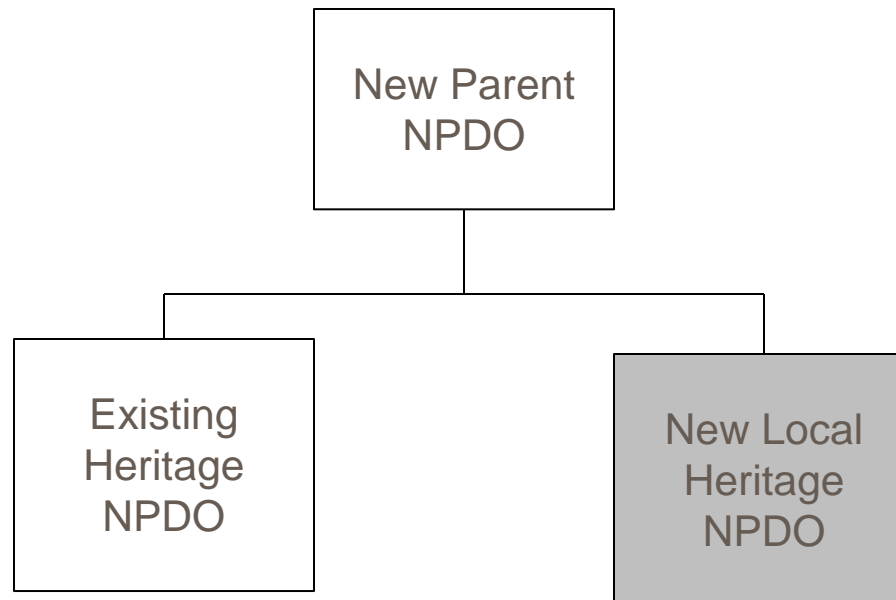 New Parent
NPDO
Existing
Heritage
NPDO
New Local
Heritage
NPDO